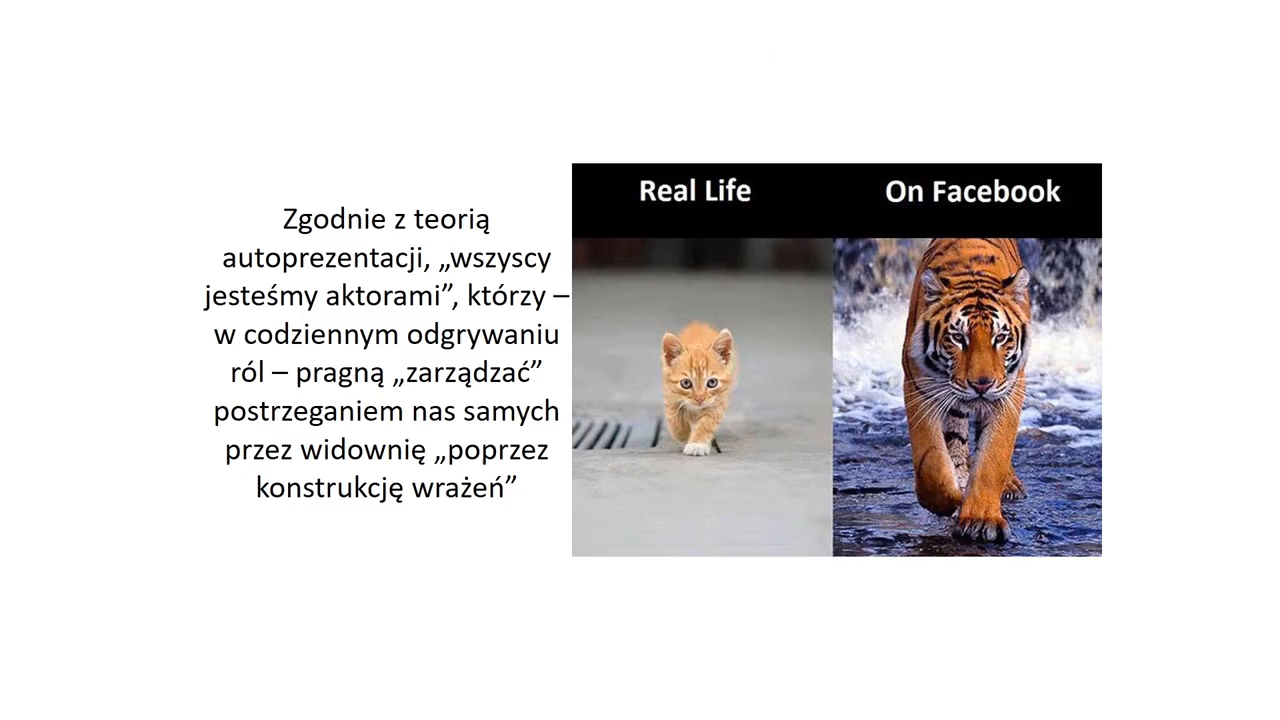 Zgodnie z teorią
autoprezentacji, „wszyscy
jesteśmy aktorami”, którzy –
w codziennym odgrywaniu
ról – pragną „zarządzać”
postrzeganiem nas samych
przez widownię „poprzez
konstrukcję wrażeń”
Real Life
On Facebook